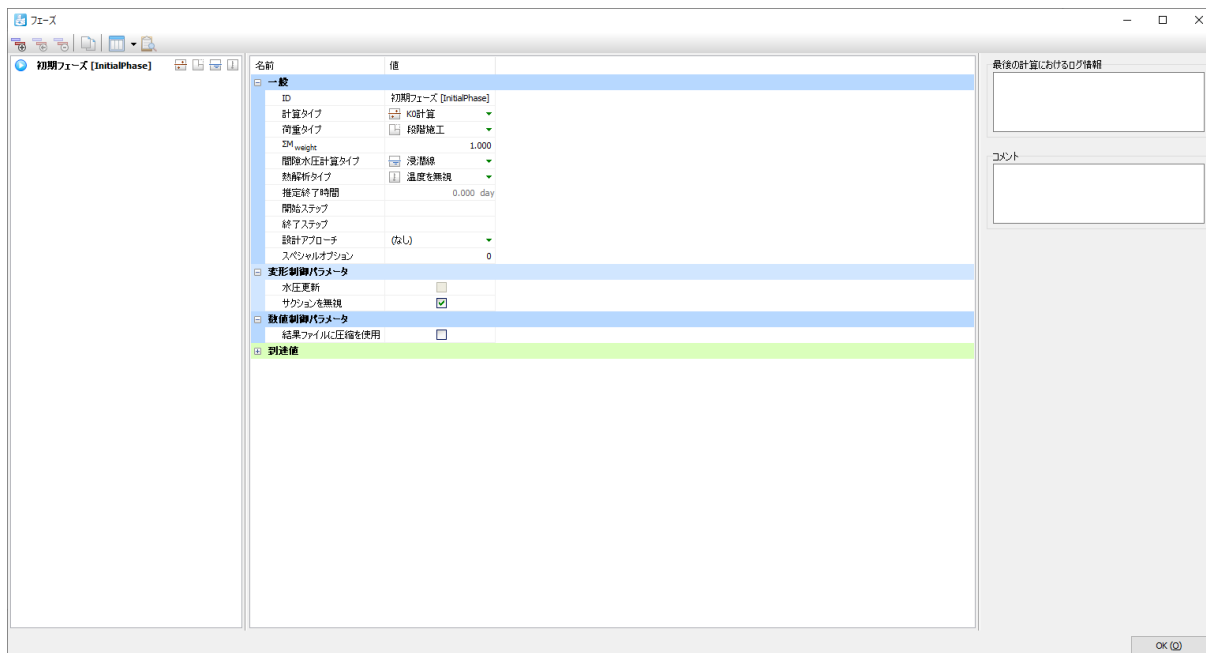 フェーズ
初期フェーズ [InitialPhase]
名前 値
一般
ID 初期フェーズ [InitialPhase]
計算タイプ K0計算
荷重タイプ 段階施工
ΣM weight 1.000
間隙水圧計算タイプ 浸潤線
熱解析タイプ 温度を無視
推定終了時間 0.000 day
開始ステップ
終了ステップ
設計アプローチ (なし)
スペシャルオプション 0
変形制御パラメータ
水圧更新
サクションを無視
数値制御パラメータ
結果ファイルに圧縮を使用
到達値
最後の計算におけるログ情報
コメント
OK (O)